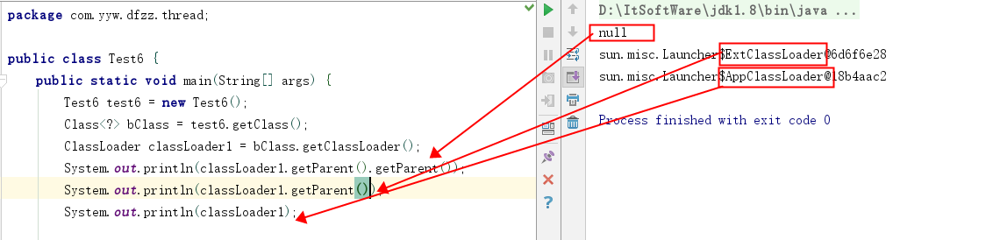 package com.yyw.dfzz.thread;
public class Test6 {
public static void main(String[] args) {
Test6 test6 = new Test6();
Class<?> bClass = test6.getClass();
ClassLoader classLoader1 = bClass.getClassLoader();
System.out.println(classLoader1.getParent().getParent());
System.out.println(classLoader1.getParent());
System.out.println(classLoader1);
D:\ItSoftWare\jdk1.8\bin\java ...
null
sun.misc.Launcher$ExtClassLoader@6d6f6e28
sun.misc.Launcher$AppClassLoader@18b4aac2
Process finished with exit code 0